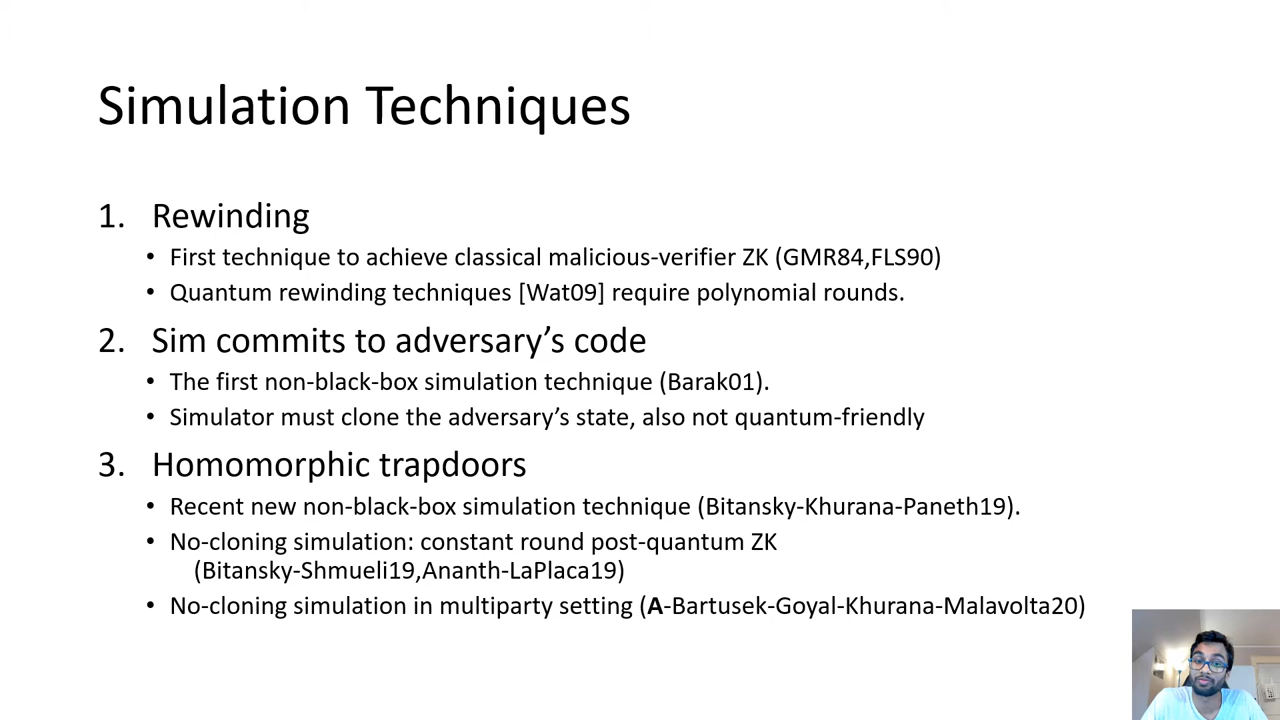 Simulation Techniques
1. Rewinding
• First technique to achieve classical malicious-verifier ZK (GMR84,FLS90)
• Quantum rewinding techniques [Wat09] require polynomial rounds.
2. Sim commits to adversary’s code
• The first non-black-box simulation technique (Barak01).
• Simulator must clone the adversary’s state, also not quantum-friendly
3. Homomorphic trapdoors
• Recent new non-black-box simulation technique (Bitansky-Khurana-Paneth19).
• No-cloning simulation: constant round post-quantum ZK
(Bitansky-Shmueli19,Ananth-LaPlaca19)
• No-cloning simulation in multiparty setting (A-Bartusek-Goyal-Khurana-Malavolta20)